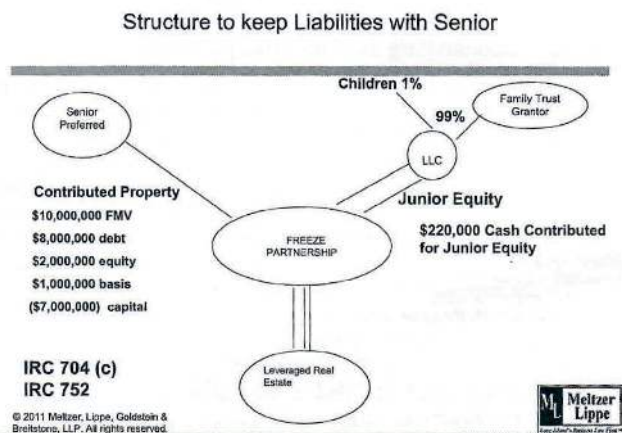 Structure to keep Liabilities with Senior
Children 1%
Senior
Preferred
99%
Family Trust
Grantor
LLC
Contributed Property
$10,000,000 FMV
$8,000,000 debt
$2,000,000 equity
$1,000,000 basis
($7,000,000) capital
Junior Equity
$220,000 Cash Contributed
for Junior Equity
FREEZE
PARTNERSHIP
Leveraged Real
Estate
IRC 704 (c)
IRC 752
© 2011 Meltzer, Lippe, Goldstein &
Breitstone, LLP. All rights reserved.
ML Meltzer
Lippe